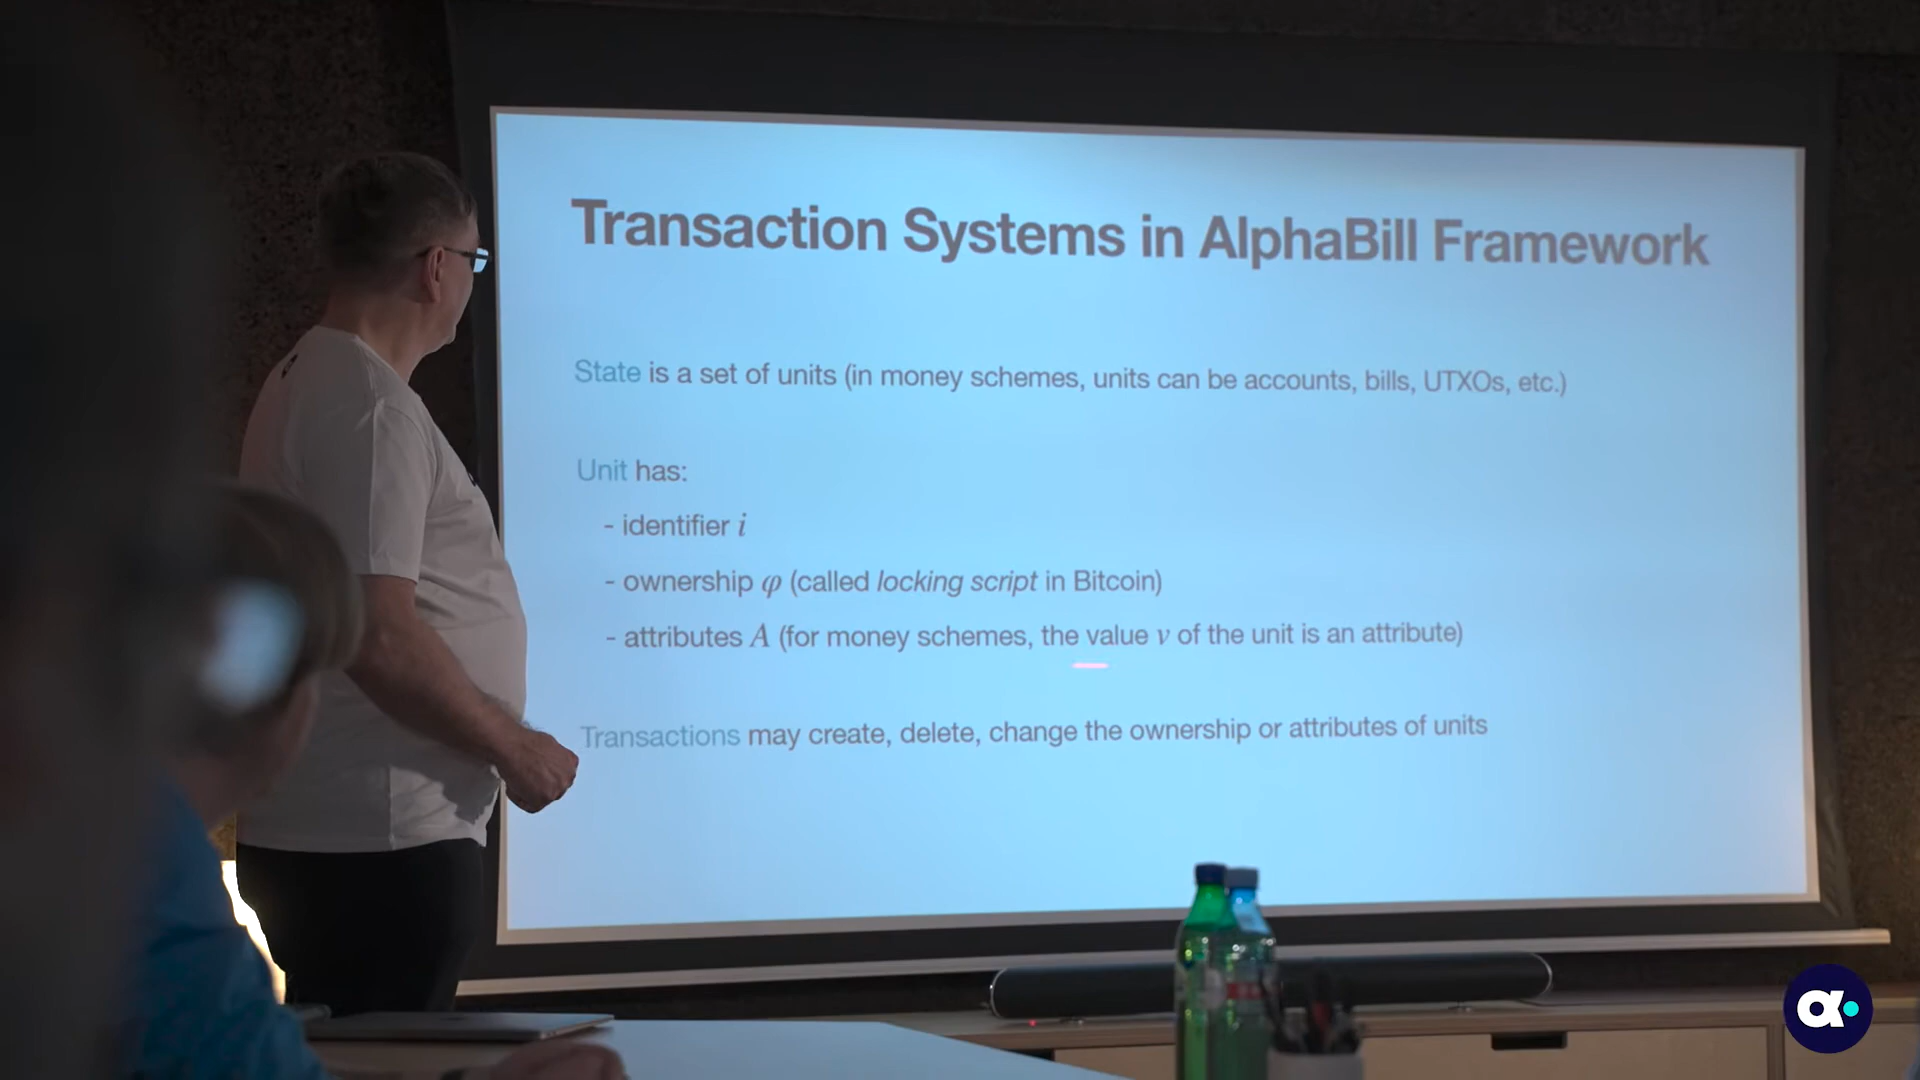 Transaction Systems in AlphaBill Framework
State is a set of units (in money schemes, units can be accounts, bills, UTXOs, etc.)
Unit has:
- identifier i
- ownership φ (called locking script in Bitcoin)
- attributes A (for money schemes, the value v of the unit is an attribute)
Transactions may create, delete, change the ownership or attributes of units
α